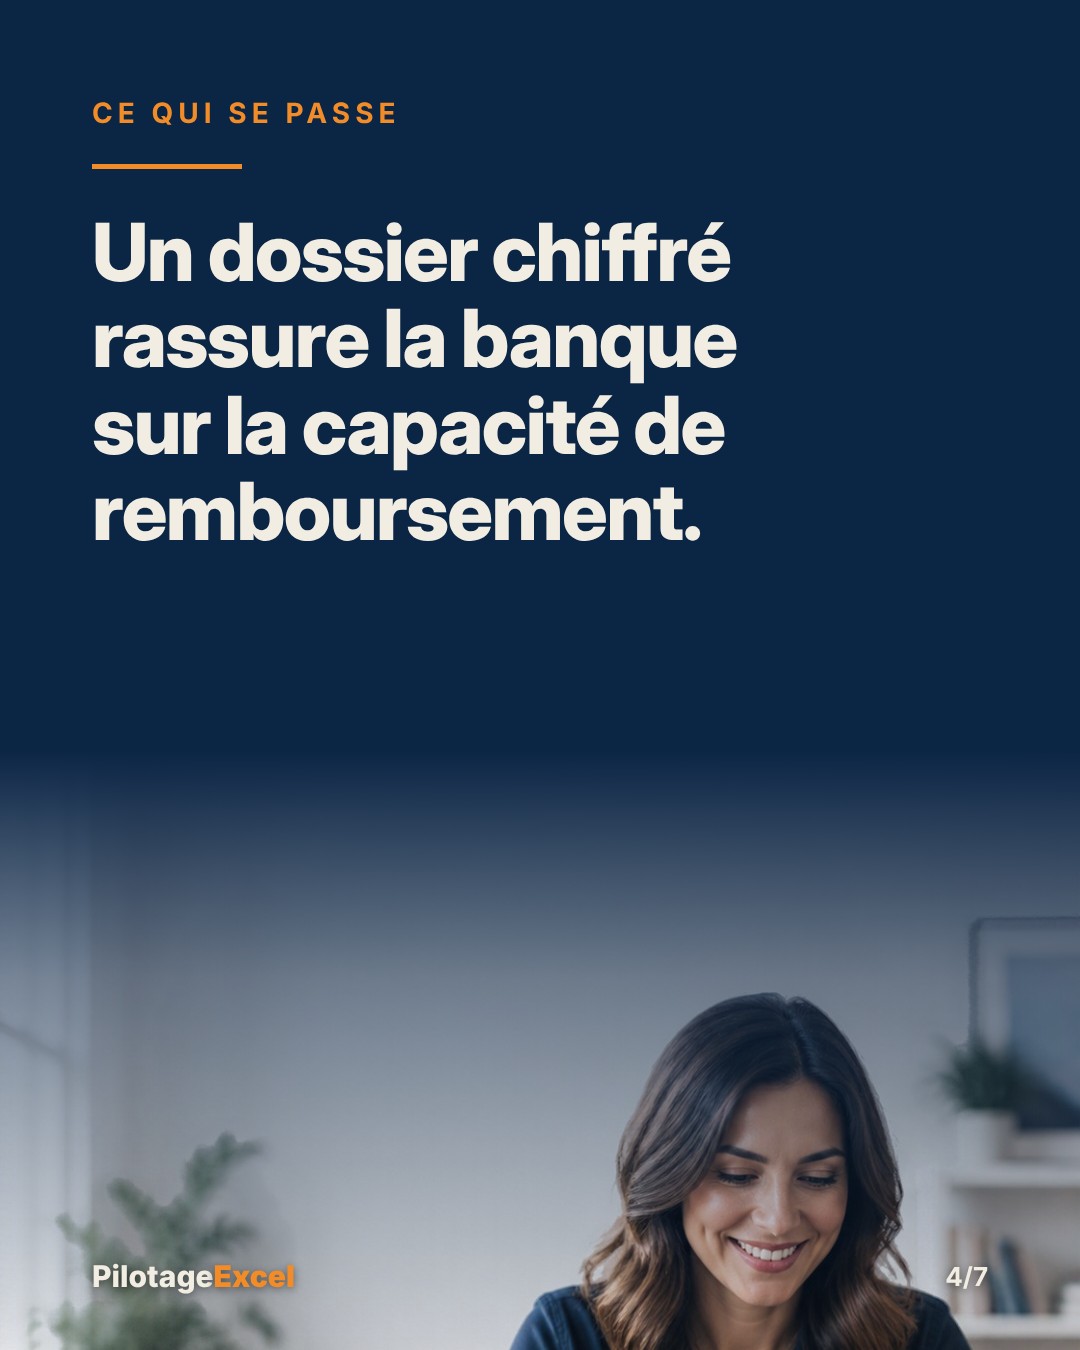 CE QUI SE PASSE
Un dossier chiffré
rassure la banque
sur la capacité de
remboursement.
PilotageExcel
4/7